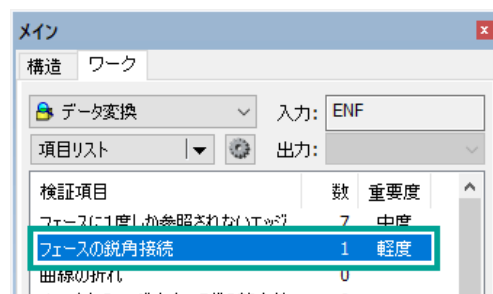 メイン
構造 ワーク
データ変換 入力: ENF
項目リスト 出力:
検証項目 数 重要度
フェースに1度しか参照されないエッジ 7 中度
フェースの鋭角接続 1 軽度
曲線の折れ 0